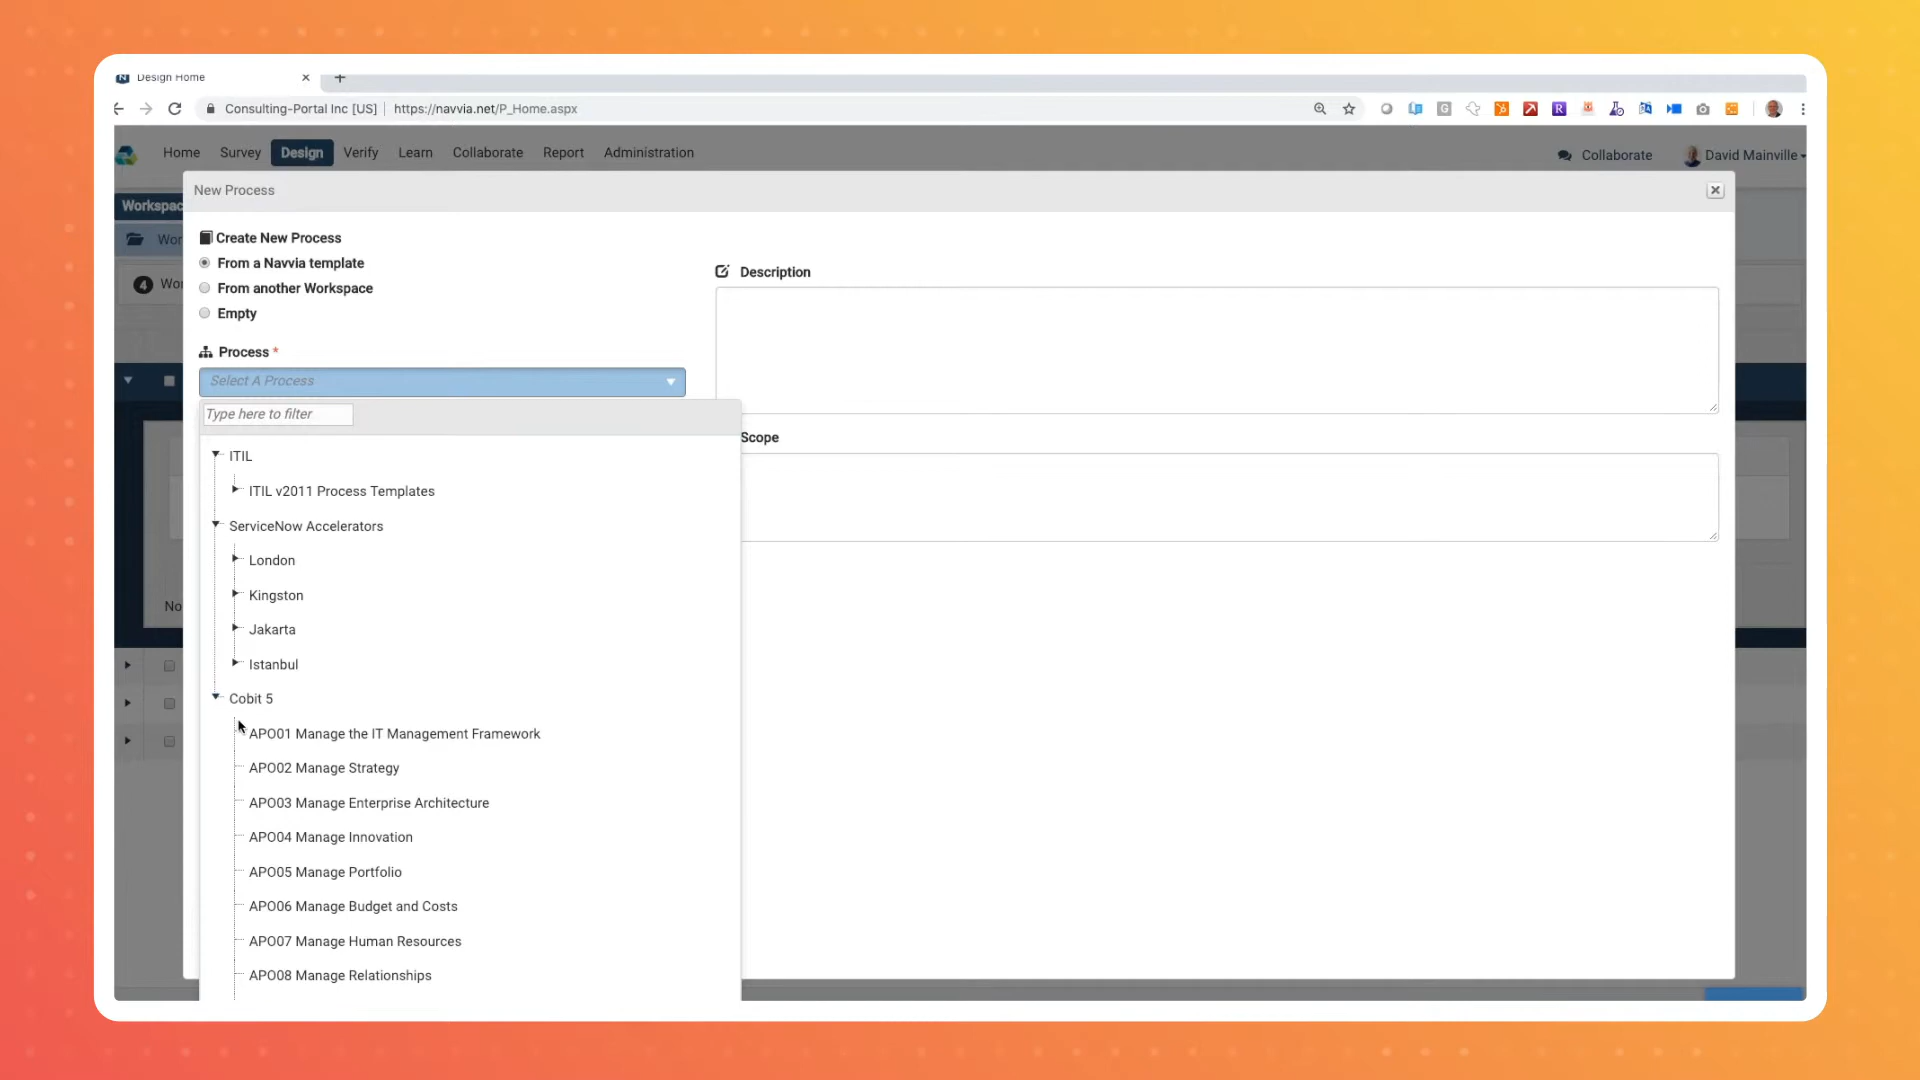 Design Home
Consulting-Portal Inc [US] https://navvia.net/P_Home.aspx
Home Survey Design Verify Learn Collaborate Report Administration
Collaborate David Mainville
Workspac
New Process
Wor
4 Wor
Create New Process
From a Navvia template
From another Workspace
Empty
Description
Process *
Select A Process
Type here to filter
Scope
ITIL
ITIL v2011 Process Templates
ServiceNow Accelerators
London
Kingston
No
Jakarta
Istanbul
Cobit 5
APO01 Manage the IT Management Framework
APO02 Manage Strategy
APO03 Manage Enterprise Architecture
APO04 Manage Innovation
APO05 Manage Portfolio
APO06 Manage Budget and Costs
APO07 Manage Human Resources
APO08 Manage Relationships